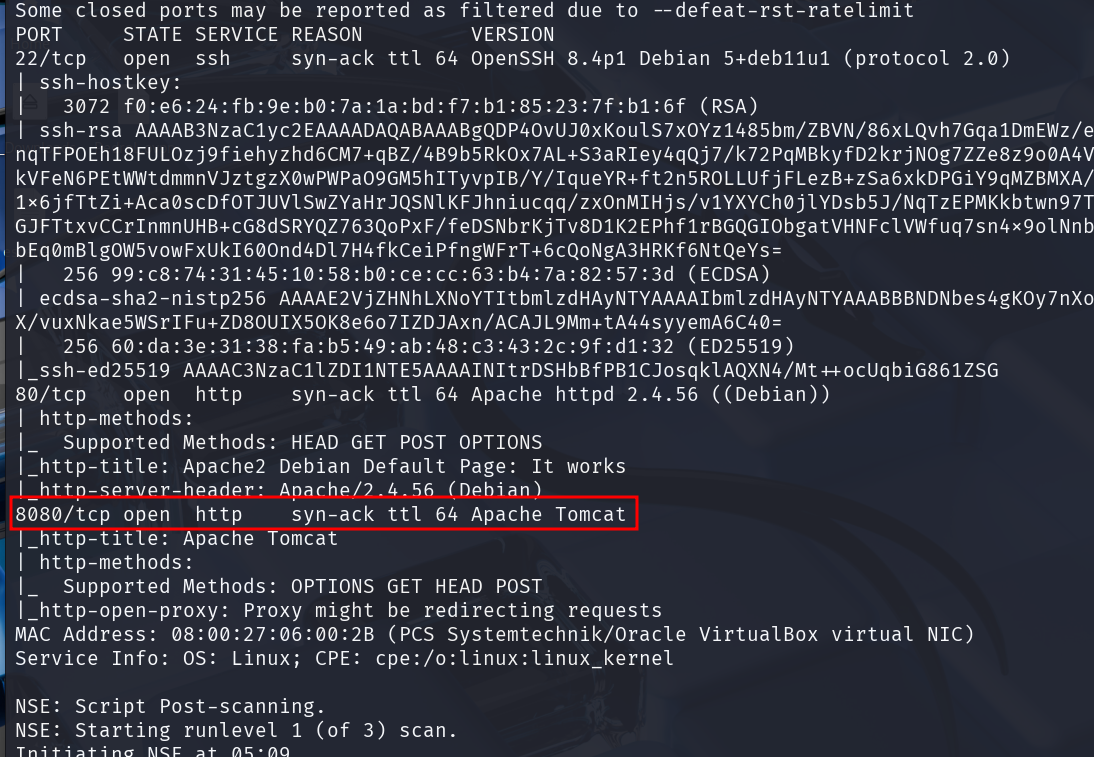 Some closed ports may be reported as filtered due to --defeat-rst-ratelimit
PORT     STATE SERVICE REASON         VERSION
22/tcp   open  ssh     syn-ack ttl 64 OpenSSH 8.4p1 Debian 5+deb11u1 (protocol 2.0)
| ssh-hostkey:
|   3072 f0:e6:24:fb:9e:b0:7a:1a:bd:f7:b1:85:23:7f:b1:6f (RSA)
| ssh-rsa AAAAB3NzaC1yc2EAAAADAQABAAABgQDP4OvUJ0xKoulS7xOYz1485bm/ZBVN/86xLQvh7Gqa1DmEWz/e
nqTFPOEh18FULOzj9fiehyzhd6CM7+qBZ/4B9b5RkOx7AL+S3aRIey4qQj7/k72PqMBkyfD2krjNOg7ZZe8z9o0A4V
kVFeN6PEtWWtdmmnVJztgzX0wPWPaO9GM5hITyvpIB/Y/IqueYR+ft2n5ROLLUfjFLezB+zSa6xkDPGiY9qMZBMXA/
1×6jfTtZi+Aca0scDfOTJUVlSwZYaHrJQSNlKFJhniucqq/zxOnMIHjs/v1YXYCh0jlYDsb5J/NqTzEPMKkbtwn97T
GJFTtxvCCrInmnUHB+cG8dSRYQZ763QoPxF/feDSNbrKjTv8D1K2EPhf1rBGQGIObgatVHNFclVWfuq7sn4×9olNnb
bEq0mBlgOW5vowFxUkI60Ond4Dl7H4fkCeiPfngWFrT+6cQoNgA3HRKf6NtQeYs=
|   256 99:c8:74:31:45:10:58:b0:ce:cc:63:b4:7a:82:57:3d (ECDSA)
| ecdsa-sha2-nistp256 AAAAE2VjZHNhLXNoYTItbmlzdHAyNTYAAAAIbmlzdHAyNTYAAABBBNDNbes4gKOy7nXo
X/vuxNkae5WSrIFu+ZD8OUIX5OK8e6o7IZDJAxn/ACAJL9Mm+tA44syyemA6C40=
|   256 60:da:3e:31:38:fa:b5:49:ab:48:c3:43:2c:9f:d1:32 (ED25519)
|_ssh-ed25519 AAAAC3NzaC1lZDI1NTE5AAAAINItrDSHbBfPB1CJosqklAQXN4/Mt++ocUqbiG861ZSG
80/tcp   open  http    syn-ack ttl 64 Apache httpd 2.4.56 ((Debian))
| http-methods:
|_  Supported Methods: HEAD GET POST OPTIONS
|_http-title: Apache2 Debian Default Page: It works
|_http-server-header: Apache/2.4.56 (Debian)
8080/tcp open  http    syn-ack ttl 64 Apache Tomcat
|_http-title: Apache Tomcat
| http-methods:
|_  Supported Methods: OPTIONS GET HEAD POST
|_http-open-proxy: Proxy might be redirecting requests
MAC Address: 08:00:27:06:00:2B (PCS Systemtechnik/Oracle VirtualBox virtual NIC)
Service Info: OS: Linux; CPE: cpe:/o:linux:linux_kernel
NSE: Script Post-scanning.
NSE: Starting runlevel 1 (of 3) scan.
Initiating NSE at 05:09